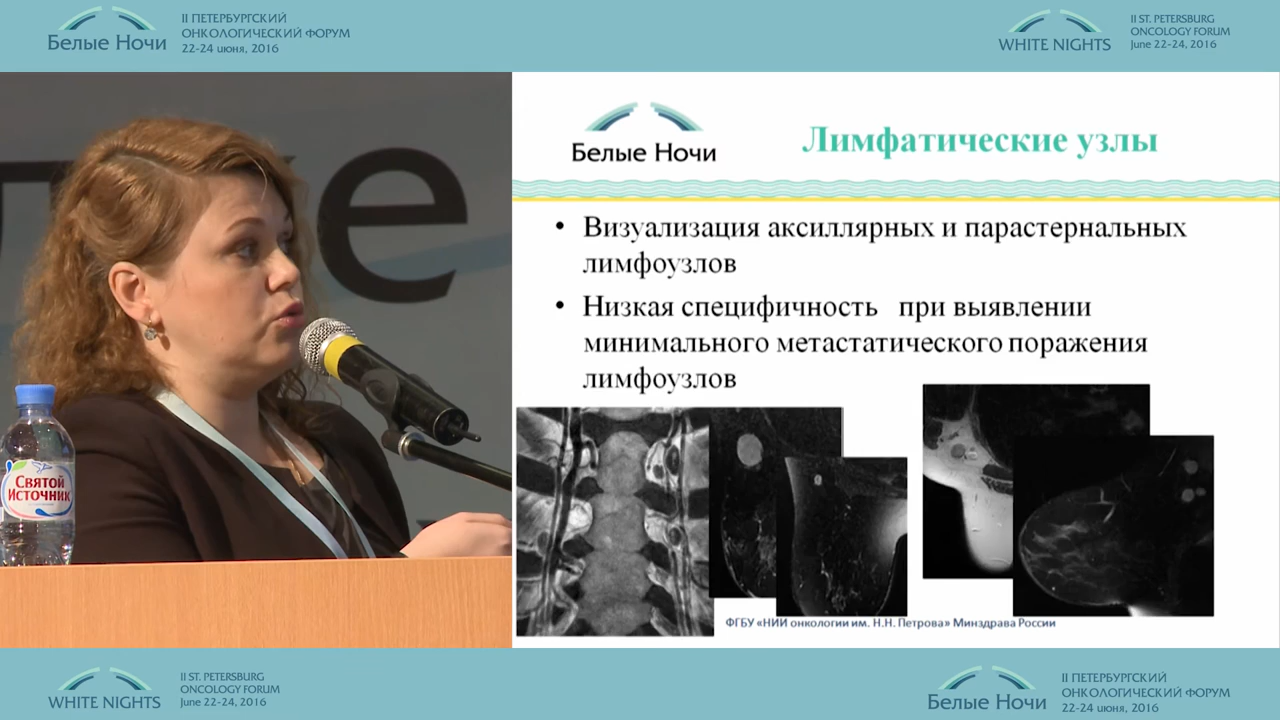 Белые Ночи
II ПЕТЕРБУРГСКИЙ
ОНКОЛОГИЧЕСКИЙ ФОРУМ
22-24 июня, 2016
WHITE NIGHTS
II ST. PETERSBURG
ONCOLOGY FORUM
June 22-24, 2016
Белые Ночи
Лимфатические узлы
• Визуализация аксиллярных и парастернальных
лимфоузлов
• Низкая специфичность при выявлении
минимального метастатического поражения
лимфоузлов
ФГБУ «НИИ онкологии им. Н.Н. Петрова» Минздрава России
Святой
Источник
WHITE NIGHTS
II ST. PETERSBURG
ONCOLOGY FORUM
June 22-24, 2016
Белые Ночи
II ПЕТЕРБУРГСКИЙ
ОНКОЛОГИЧЕСКИЙ ФОРУМ
22-24 июня, 2016